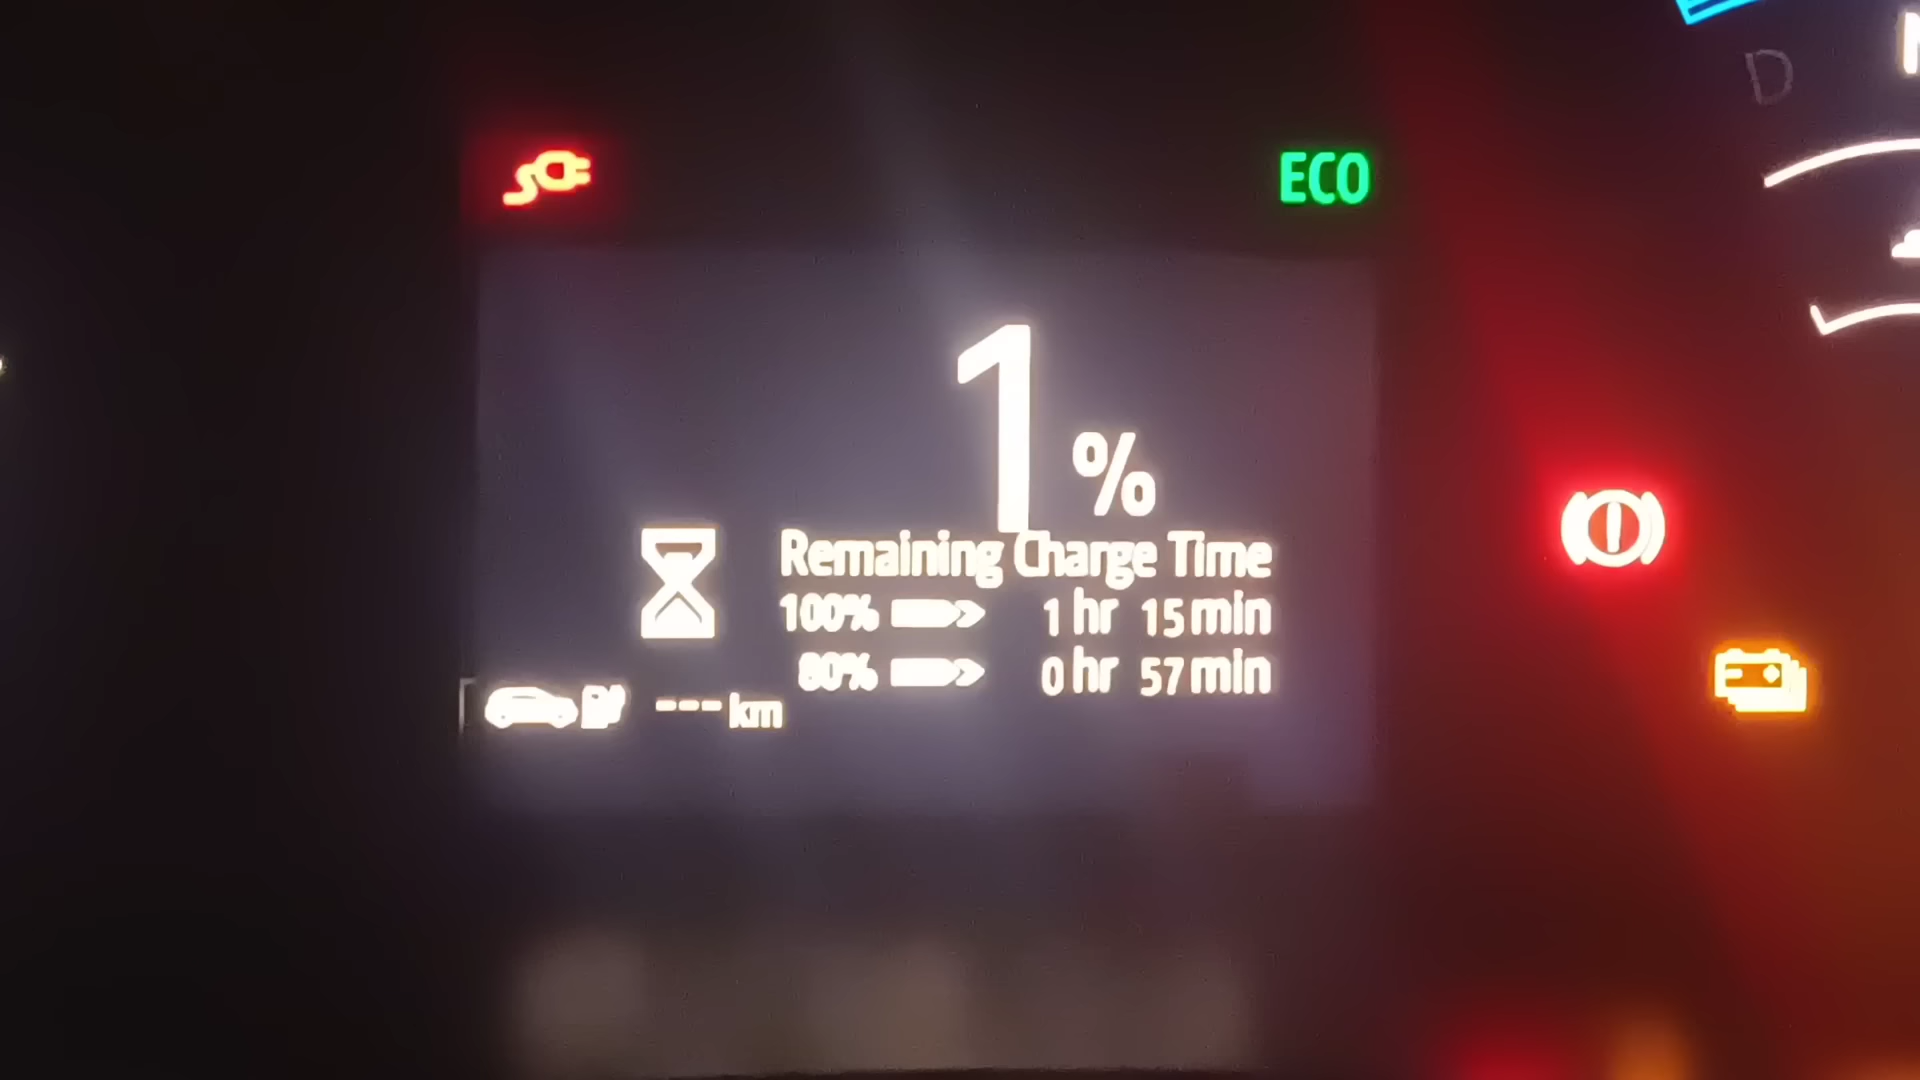 D
ECO
1 %
Remaining Charge Time
100% 1 hr 15 min
80% 0 hr 57 min
--- km